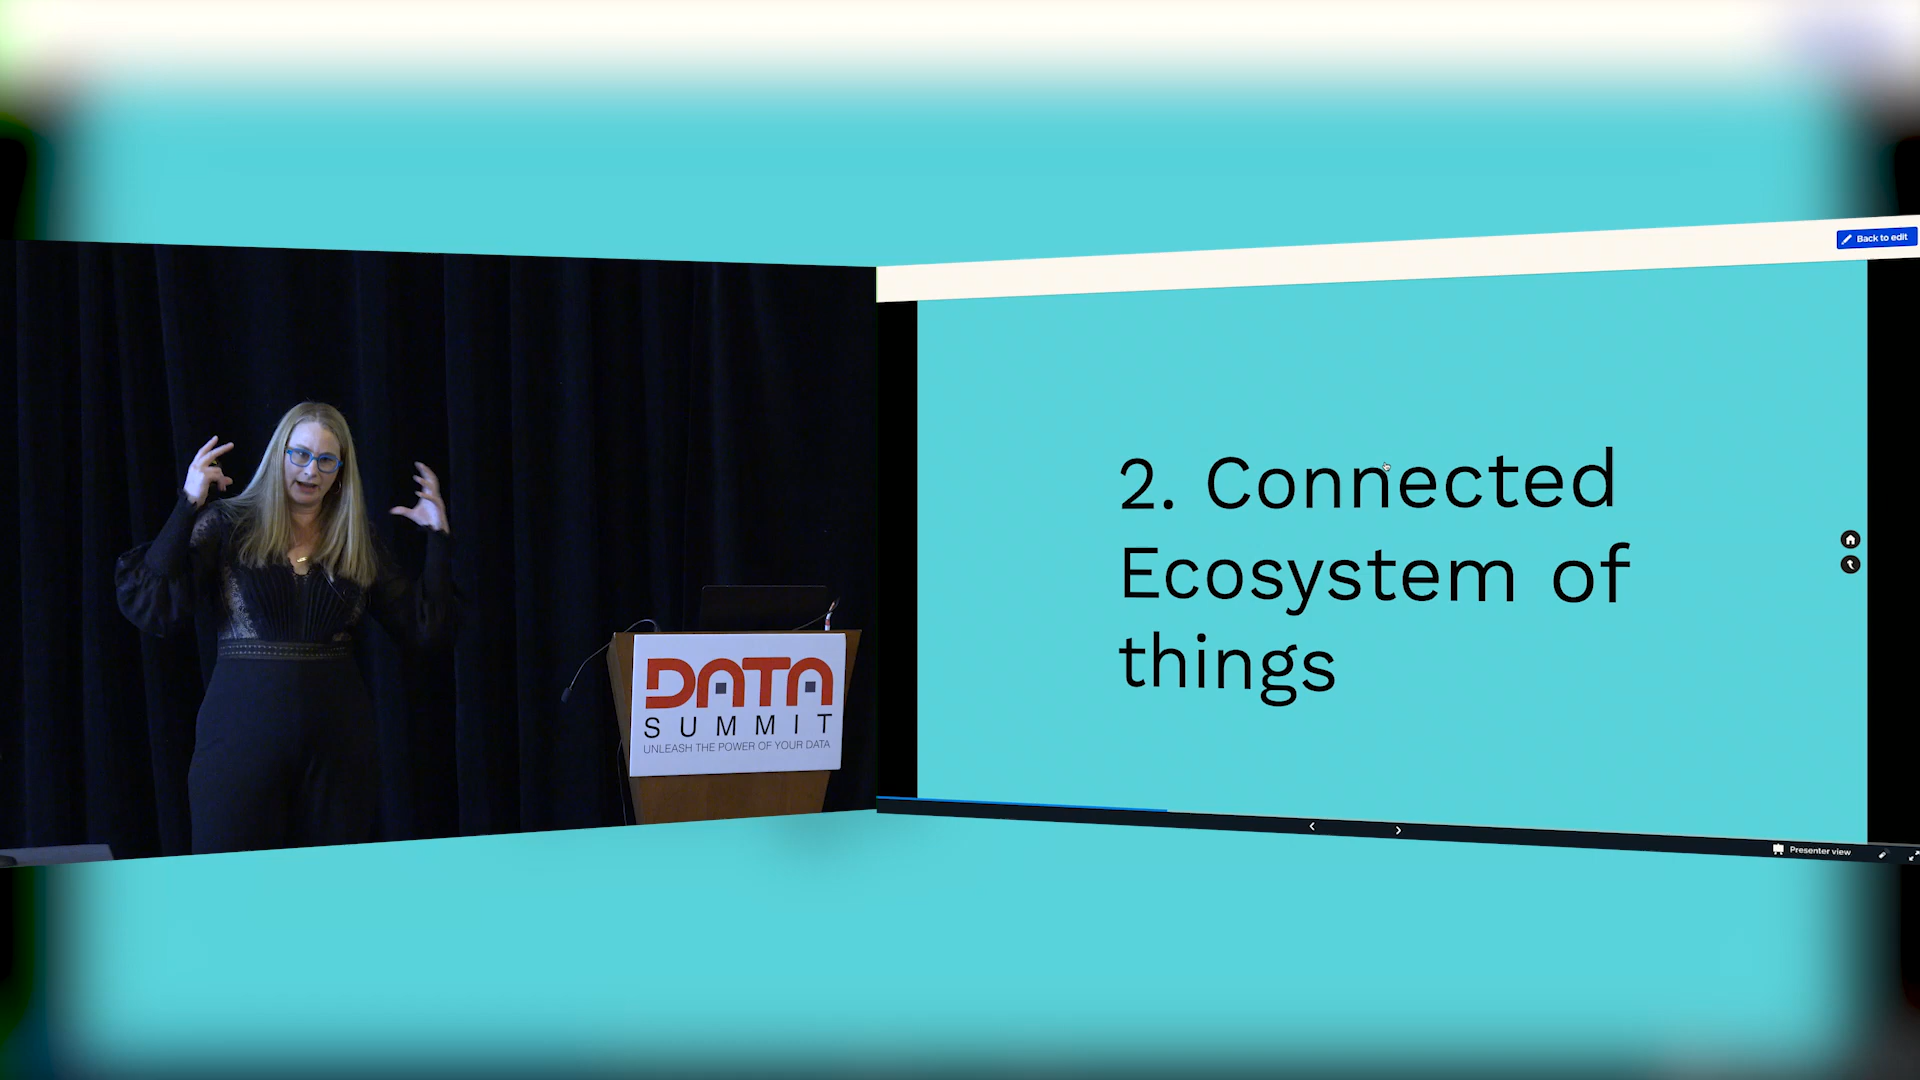 DATA
SUMMIT
UNLEASH THE POWER OF YOUR DATA
Back to edit
2. Connected
Ecosystem of
things
Presenter view